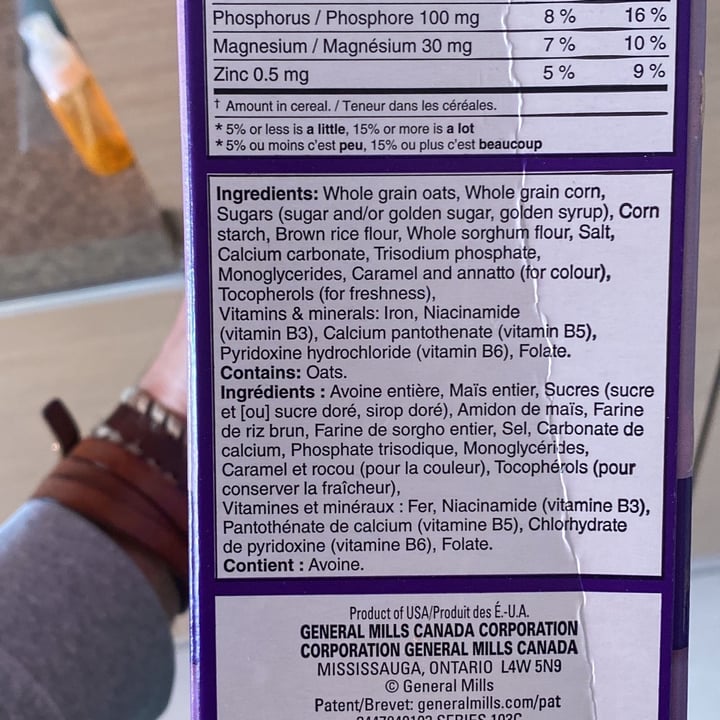 Phosphorus / Phosphore 100 mg 8 % 16 %
Magnesium / Magnésium 30 mg 7 % 10 %
Zinc 0.5 mg 5 % 9 %
† Amount in cereal. / Teneur dans les céréales.
* 5% or less is a little, 15% or more is a lot
* 5% ou moins c'est peu, 15% ou plus c'est beaucoup
Ingredients: Whole grain oats, Whole grain corn,
Sugars (sugar and/or golden sugar, golden syrup), Corn
starch, Brown rice flour, Whole sorghum flour, Salt,
Calcium carbonate, Trisodium phosphate,
Monoglycerides, Caramel and annatto (for colour),
Tocopherols (for freshness),
Vitamins & minerals: Iron, Niacinamide
(vitamin B3), Calcium pantothenate (vitamin B5),
Pyridoxine hydrochloride (vitamin B6), Folate.
Contains: Oats.
Ingrédients : Avoine entière, Maïs entier, Sucres (sucre
et [ou] sucre doré, sirop doré), Amidon de maïs, Farine
de riz brun, Farine de sorgho entier, Sel, Carbonate de
calcium, Phosphate trisodique, Monoglycérides,
Caramel et rocou (pour la couleur), Tocophérols (pour
conserver la fraîcheur),
Vitamines et minéraux : Fer, Niacinamide (vitamine B3),
Pantothénate de calcium (vitamine B5), Chlorhydrate
de pyridoxine (vitamine B6), Folate.
Contient : Avoine.
Product of USA/Produit des É.-U.A.
GENERAL MILLS CANADA CORPORATION
CORPORATION GENERAL MILLS CANADA
MISSISSAUGA, ONTARIO L4W 5N9
© General Mills
Patent/Brevet: generalmills.com/pat